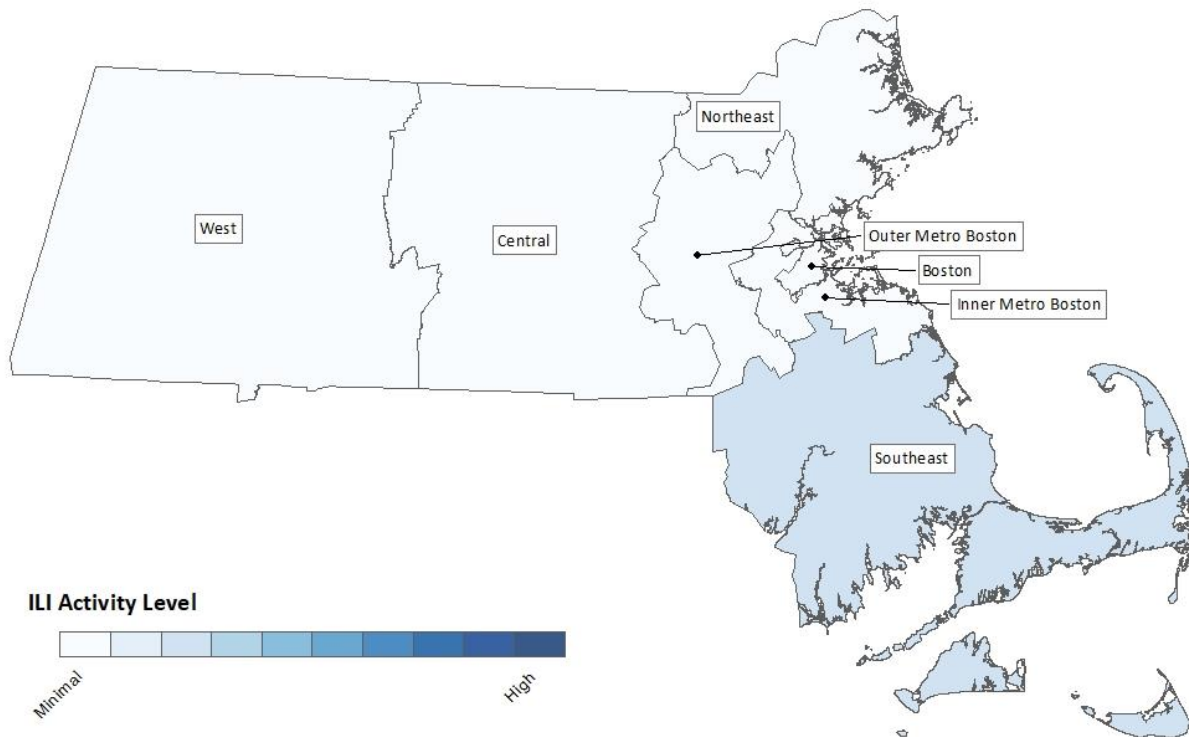 Northeast
West
Central
Outer Metro Boston
Boston
Inner Metro Boston
Southeast
ILI Activity Level
Minimal
High